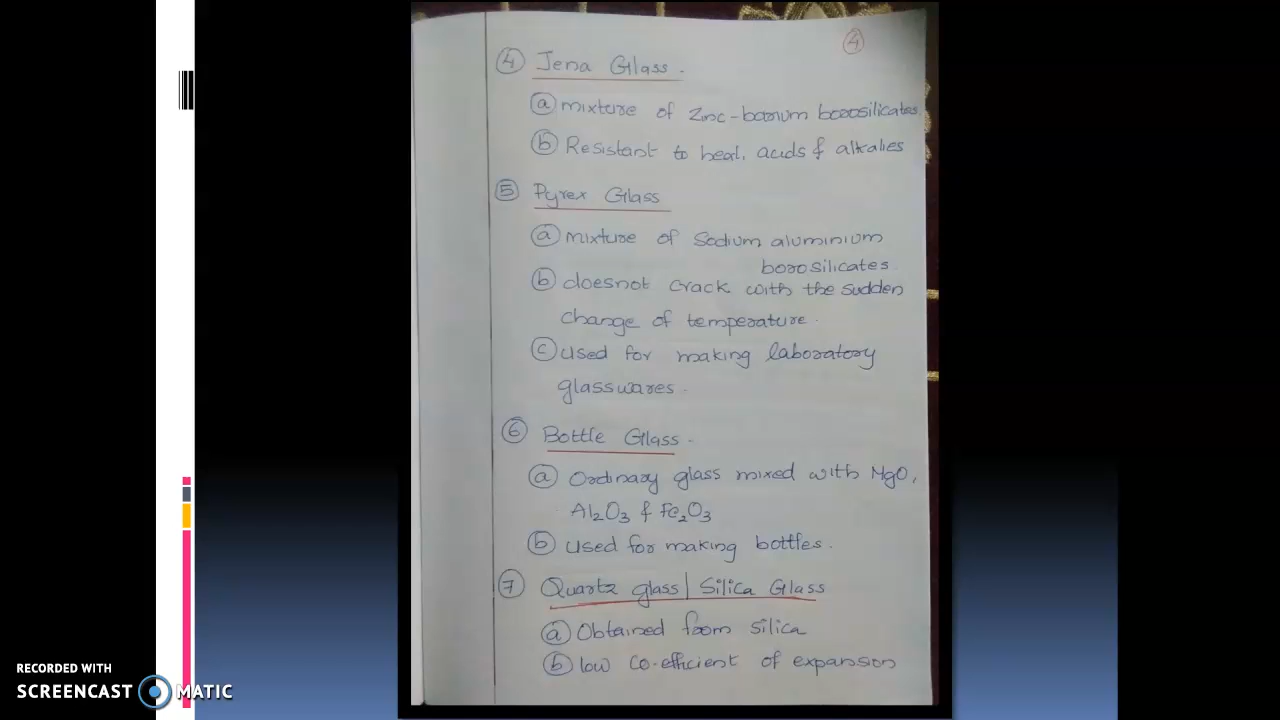 4
④ Jena Glass.
ⓐ mixture of Zinc-barium borosilicates
ⓑ Resistant to heat, acids & alkalies
⑤ Pyrex Glass
ⓐ mixture of sodium aluminium
borosilicates
ⓑ doesnot crack with the sudden
change of temperature.
ⓒ used for making laboratory
glasswares.
⑥ Bottle Glass.
ⓐ Ordinary glass mixed with MgO,
Al₂O₃ & Fe₂O₃
ⓑ used for making bottles.
⑦ Quartz glass | Silica Glass
ⓐ Obtained from silica
ⓑ low co-efficient of expansion
RECORDED WITH
SCREENCAST MATIC